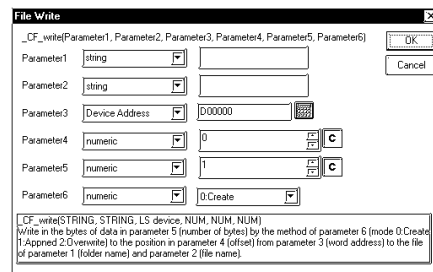 File Write
_CF_write(Parameter1, Parameter2, Parameter3, Parameter4, Parameter5, Parameter6)
OK
Cancel
Parameter1 string
Parameter2 string
Parameter3 Device Address D00000
Parameter4 numeric 0 C
Parameter5 numeric 1 C
Parameter6 numeric 0:Create
_CF_write(STRING, STRING, LS device, NUM, NUM, NUM)
Write in the bytes of data in parameter 5 (number of bytes) by the method of parameter 6 (mode 0:Create
1:Appned 2:Overwrite) to the position in parameter 4 (offset) from parameter 3 (word address) to the file
of parameter 1 (folder name) and parameter 2 (file name).